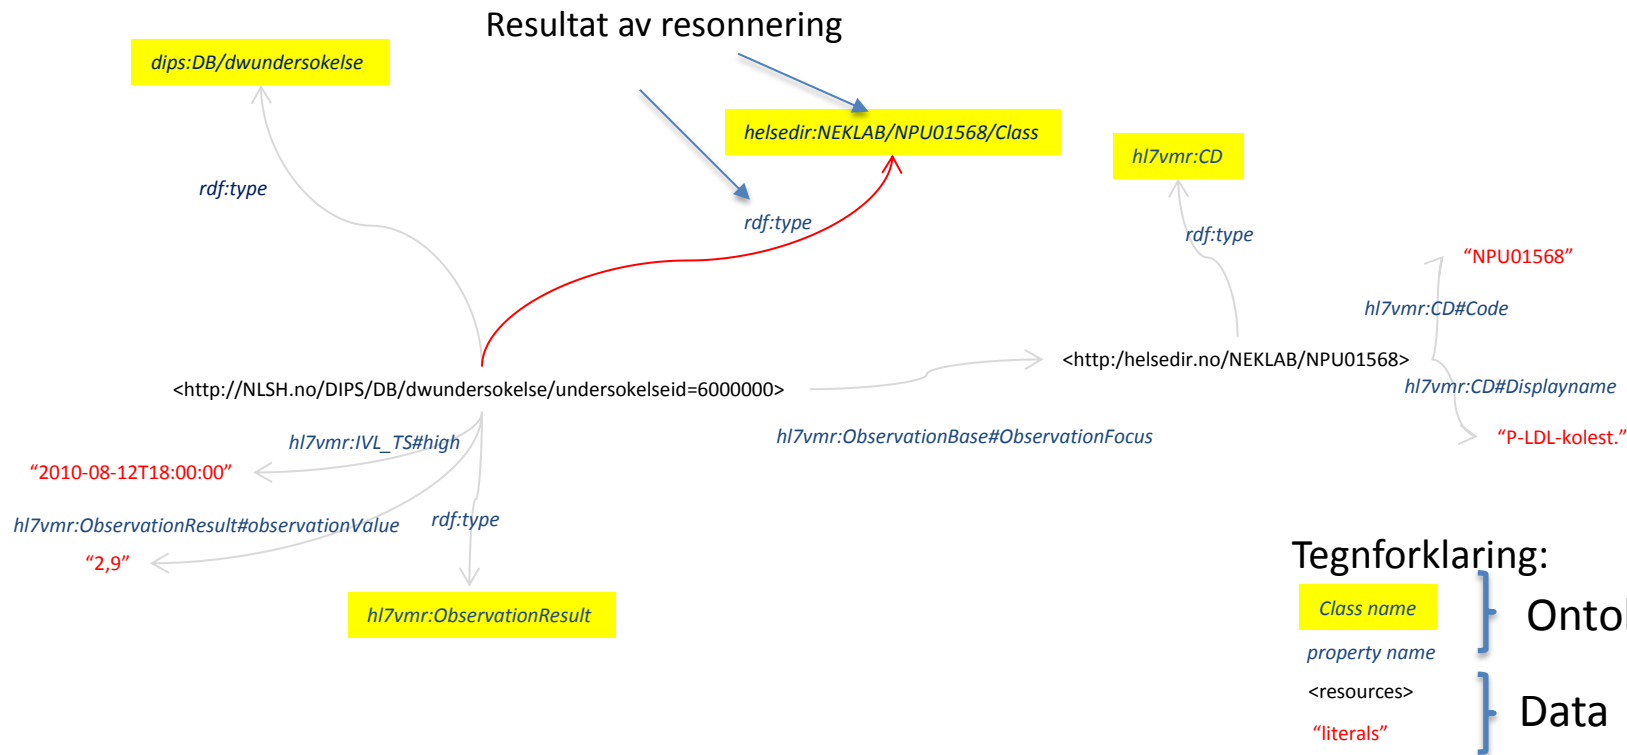 Resultat av resonnering
dips:DB/dwundersokelse
helsedir:NEKLAB/NPU01568/Class
hl7vmr:CD
rdf:type
rdf:type
rdf:type
“NPU01568”
hl7vmr:CD#Code
<http:/helsedir.no/NEKLAB/NPU01568>
<http://NLSH.no/DIPS/DB/dwundersokelse/undersokelseid=6000000>
hl7vmr:CD#Displayname
hl7vmr:IVL_TS#high
hl7vmr:ObservationBase#ObservationFocus
“P-LDL-kolest.”
“2010-08-12T18:00:00”
hl7vmr:ObservationResult#observationValue
rdf:type
“2,9”
hl7vmr:ObservationResult
Tegnforklaring:
Class name
property name
Ontol
<resources>
“literals”
Data